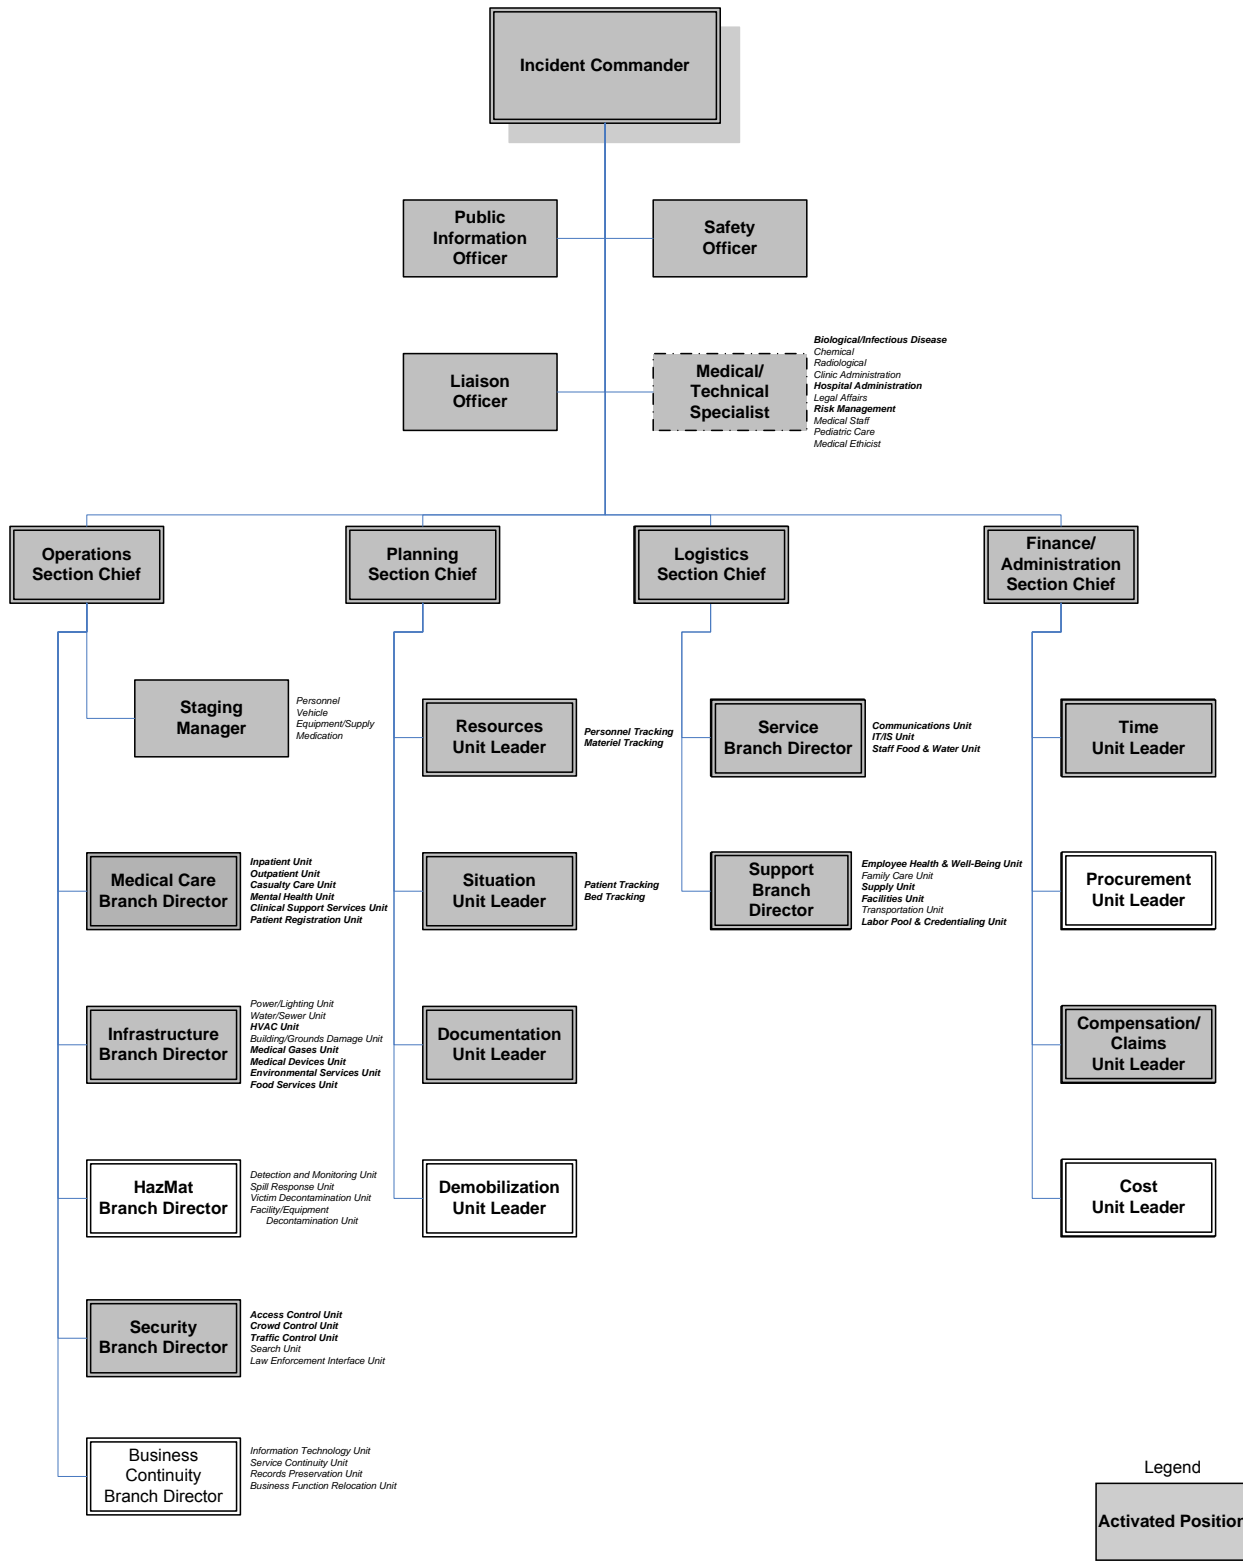 Incident Commander
Public
Information
Officer
Safety
Officer
Liaison
Officer
Medical/
Technical
Specialist
Biological/Infectious Disease
Chemical
Radiological
Clinic Administration
Hospital Administration
Legal Affairs
Risk Management
Medical Staff
Pediatric Care
Medical Ethicist
Operations
Section Chief
Planning
Section Chief
Logistics
Section Chief
Finance/
Administration
Section Chief
Staging
Manager
Personnel
Vehicle
Equipment/Supply
Medication
Resources
Unit Leader
Personnel Tracking
Materiel Tracking
Service
Branch Director
Communications Unit
IT/IS Unit
Staff Food & Water Unit
Time
Unit Leader
Medical Care
Branch Director
Inpatient Unit
Outpatient Unit
Casualty Care Unit
Mental Health Unit
Clinical Support Services Unit
Patient Registration Unit
Situation
Unit Leader
Patient Tracking
Bed Tracking
Support
Branch
Director
Employee Health & Well-Being Unit
Family Care Unit
Supply Unit
Facilities Unit
Transportation Unit
Labor Pool & Credentialing Unit
Procurement
Unit Leader
Infrastructure
Branch Director
Power/Lighting Unit
Water/Sewer Unit
HVAC Unit
Building/Grounds Damage Unit
Medical Gases Unit
Medical Devices Unit
Environmental Services Unit
Food Services Unit
Documentation
Unit Leader
Compensation/
Claims
Unit Leader
HazMat
Branch Director
Detection and Monitoring Unit
Spill Response Unit
Victim Decontamination Unit
Facility/Equipment
Decontamination Unit
Demobilization
Unit Leader
Cost
Unit Leader
Security
Branch Director
Access Control Unit
Crowd Control Unit
Traffic Control Unit
Search Unit
Law Enforcement Interface Unit
Business
Continuity
Branch Director
Information Technology Unit
Service Continuity Unit
Records Preservation Unit
Business Function Relocation Unit
Legend
Activated Position